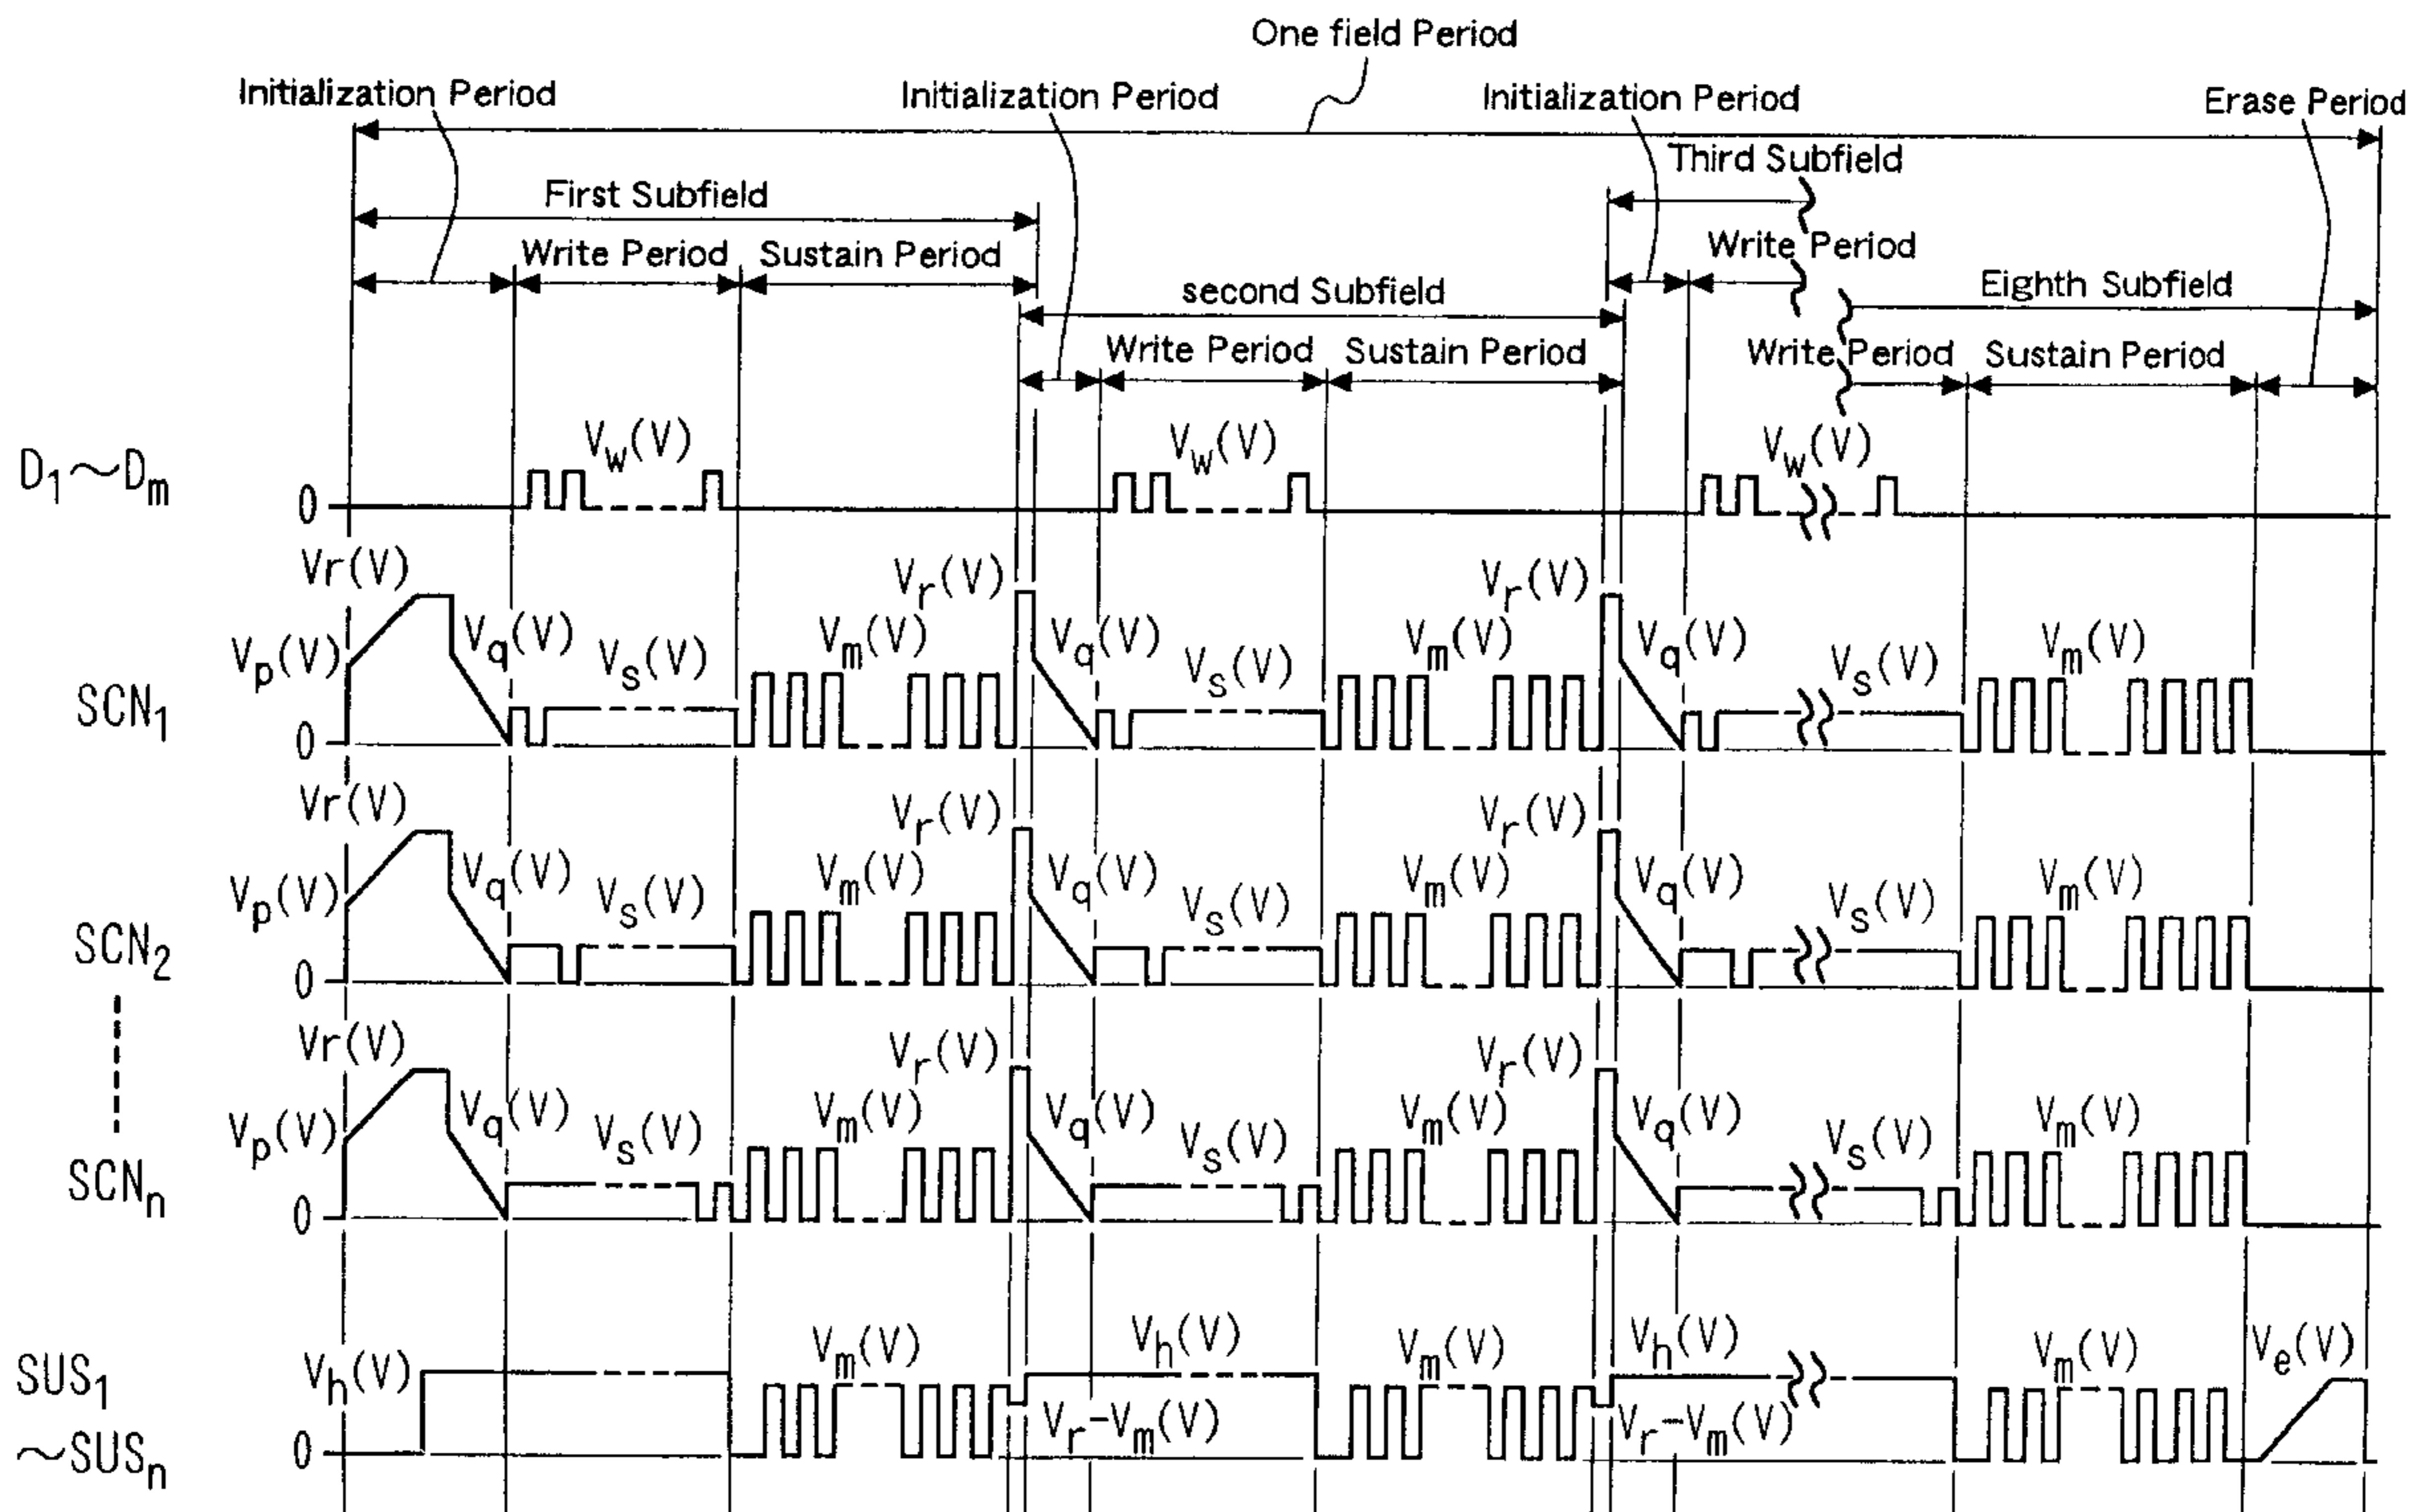 One field Period
Initialization Period Initialization Period Initialization Period Erase Period
Third Subfield
First Subfield
Write Period Sustain Period Write Period
second Subfield Eighth Subfield
Write Period Sustain Period Write Period Sustain Period
D1~Dm 0 Vw(V) Vw(V) Vw(V)
Vr(V) Vr(V) Vr(V)
Vp(V) Vq(V) Vs(V) Vm(V) Vq(V) Vs(V) Vm(V) Vq(V) Vs(V) Vm(V)
SCN1
0
Vr(V) Vr(V) Vr(V)
Vp(V) Vq(V) Vs(V) Vm(V) Vq(V) Vs(V) Vm(V) Vq(V) Vs(V) Vm(V)
SCN2
0
Vr(V) Vr(V) Vr(V)
Vp(V) Vq(V) Vs(V) Vm(V) Vq(V) Vs(V) Vm(V) Vq(V) Vs(V) Vm(V)
SCNn
0
SUS1 Vh(V) Vm(V) Vh(V) Vm(V) Vh(V) Vm(V) Ve(V)
Vr-Vm(V) Vr-Vm(V)
~SUSn 0